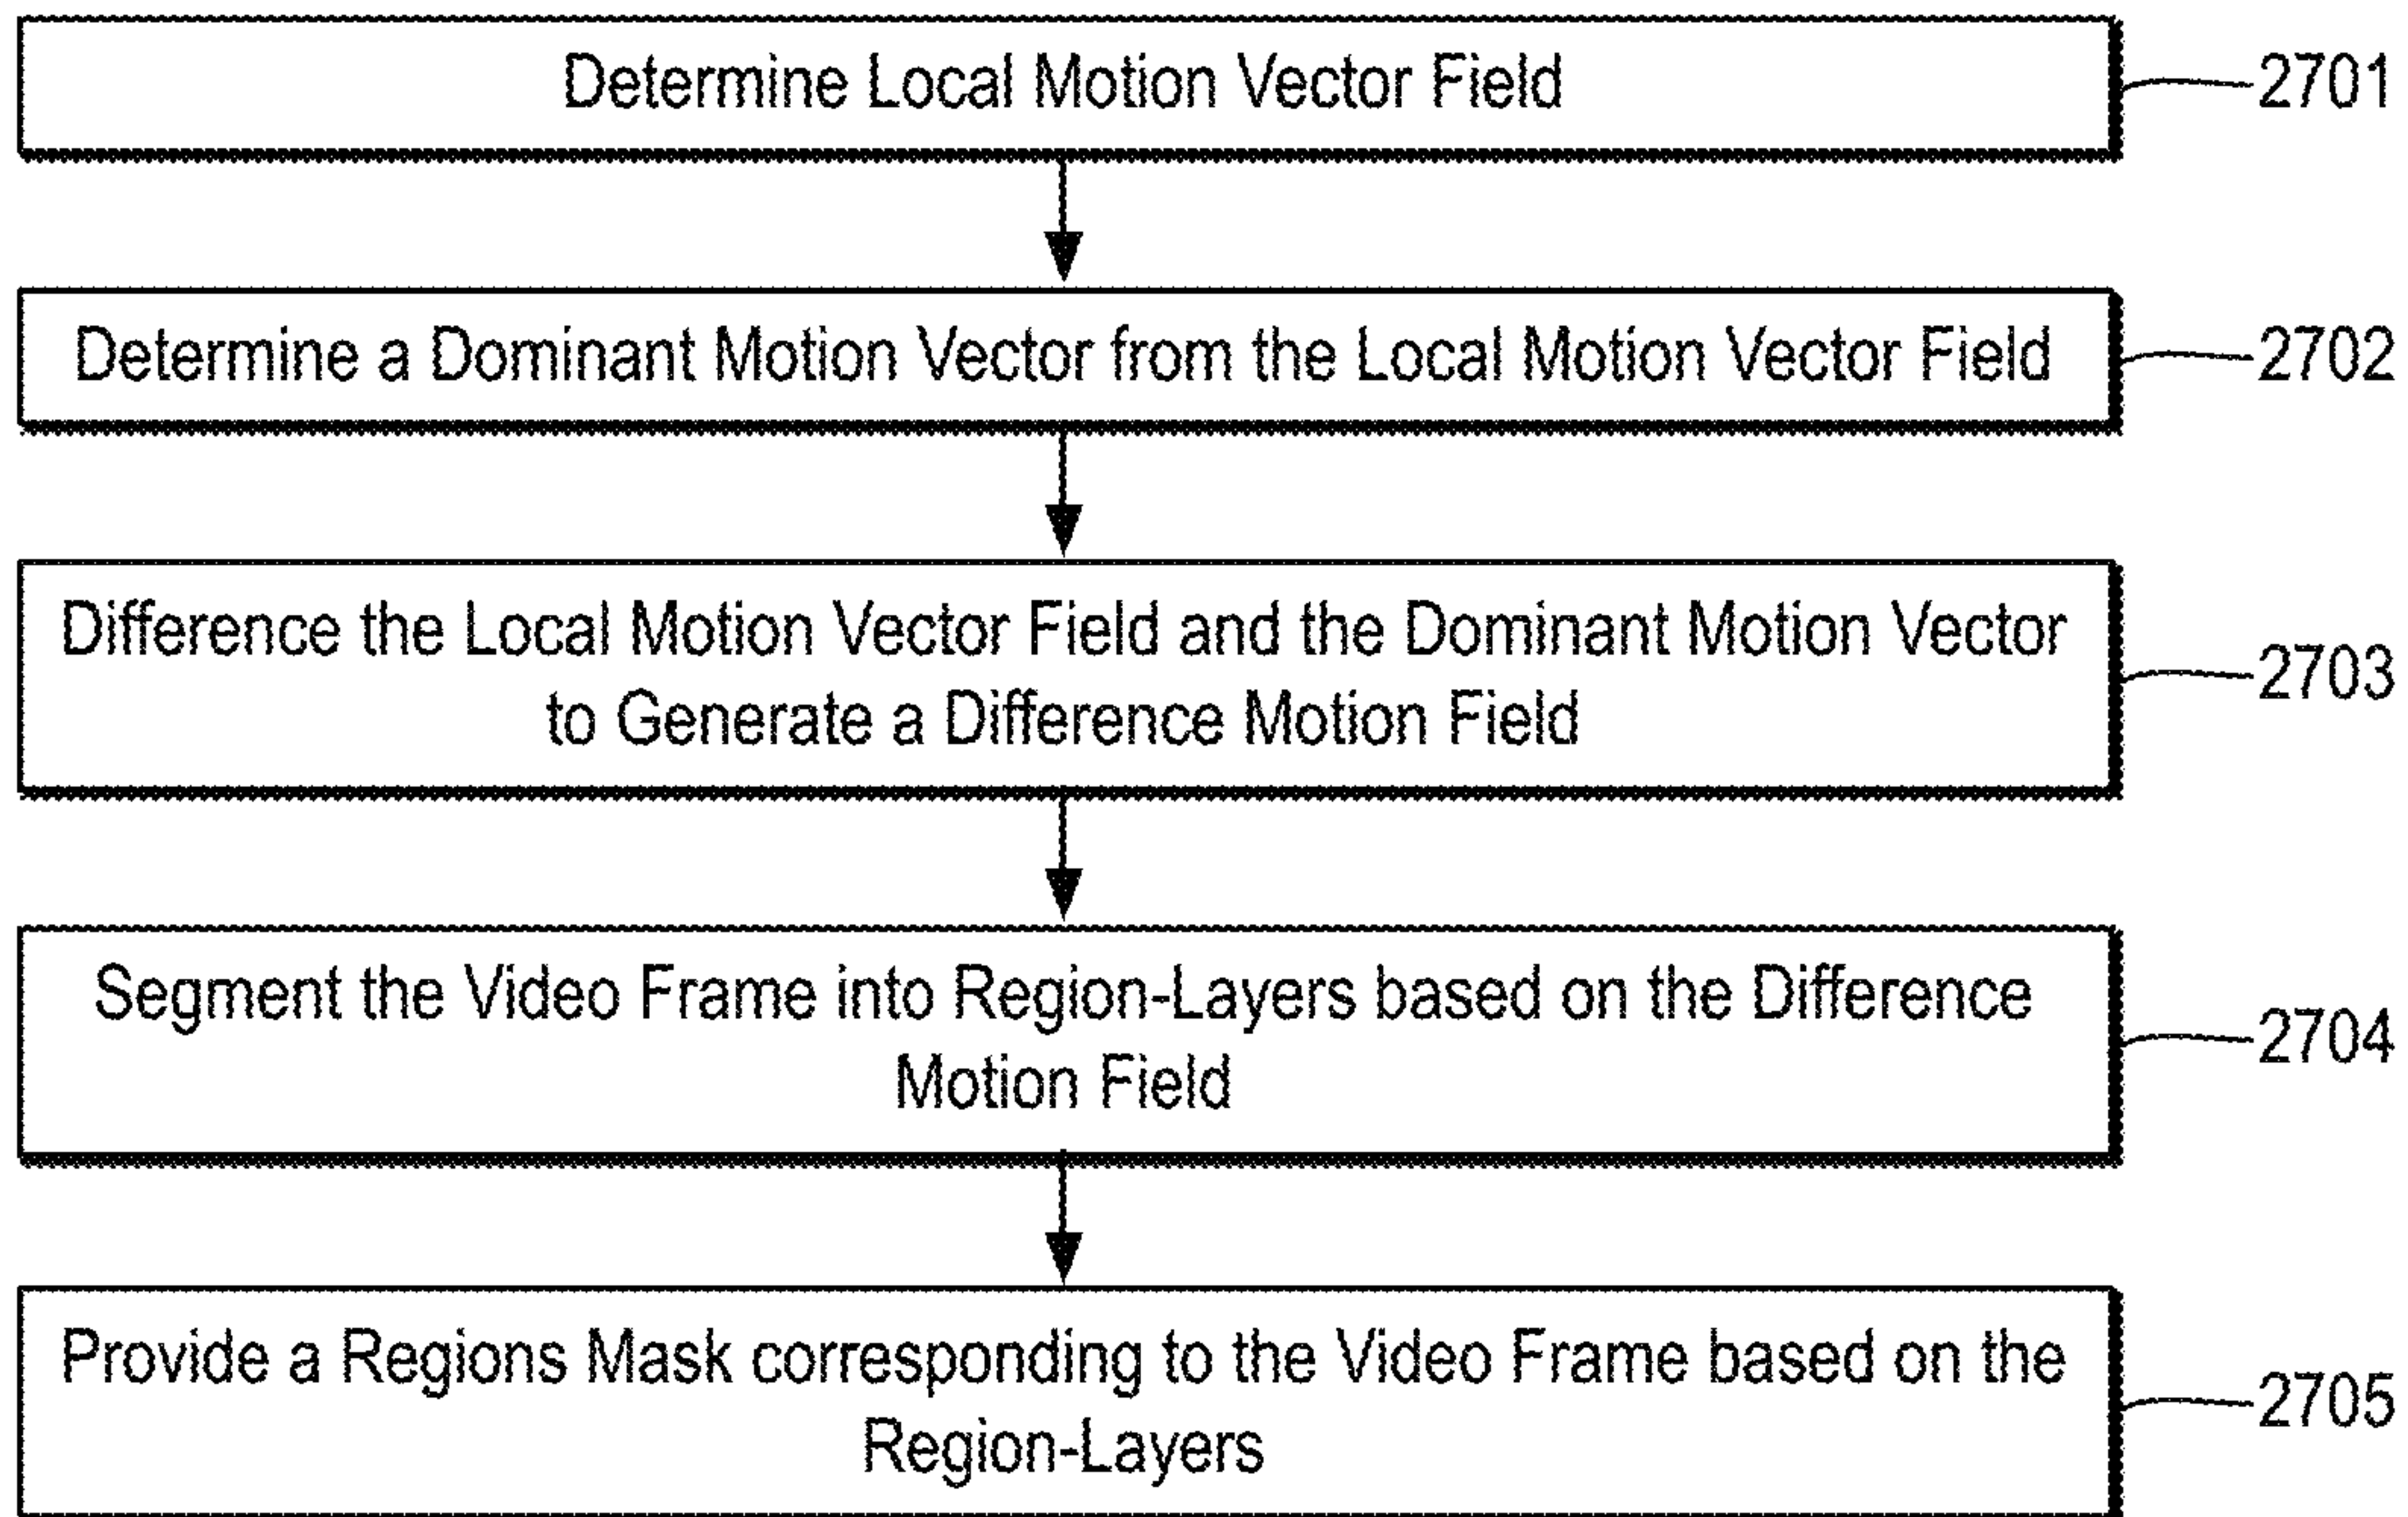 Determine Local Motion Vector Field
2701
Determine a Dominant Motion Vector from the Local Motion Vector Field
2702
Difference the Local Motion Vector Field and the Dominant Motion Vector
to Generate a Difference Motion Field
2703
Segment the Video Frame into Region-Layers based on the Difference
Motion Field
2704
Provide a Regions Mask corresponding to the Video Frame based on the
Region-Layers
2705